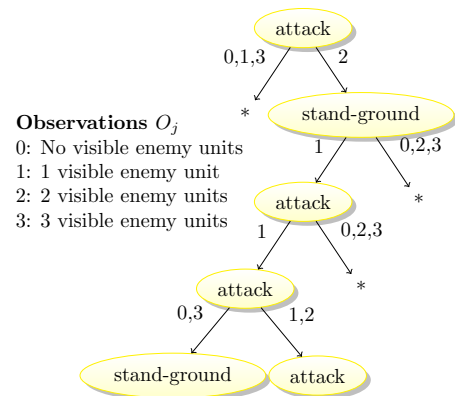 attack
0,1,3
2
*
stand-ground
Observations Oj
0: No visible enemy units
1: 1 visible enemy unit
2: 2 visible enemy units
3: 3 visible enemy units
1
0,2,3
attack
*
1
0,2,3
attack
*
0,3
1,2
stand-ground
attack